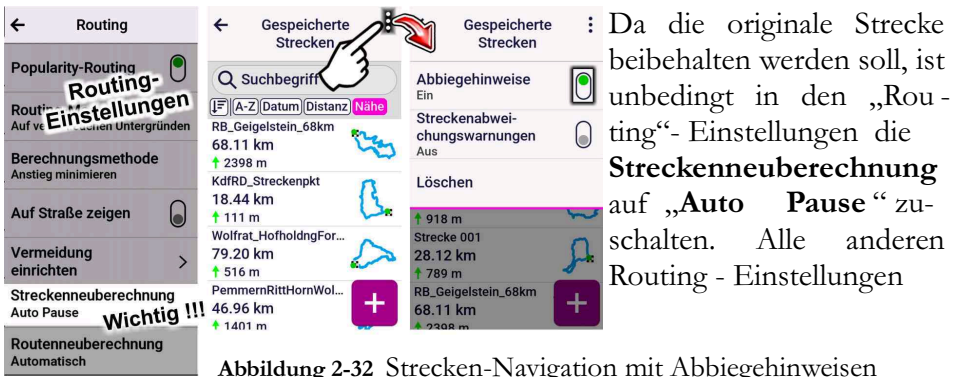 Routing
Popularity-Routing
Routing-
Einstellungen
Auf Untergründen
Berechnungsmethode
Anstieg minimieren
Auf Straße zeigen
Vermeidung
einrichten
Streckenneuberechnung
Auto Pause
Wichtig !!!
Routenneuberechnung
Automatisch
Gespeicherte
Strecken
Suchbegriff
A-Z Datum Distanz Nähe
RB_Geigelstein_68km
68.11 km
2398 m
KdfRD_Streckenpkt
18.44 km
111 m
Wolfrat_HofholdngFor...
79.20 km
516 m
PemmernRittHornWol...
46.96 km
1401 m
+
Gespeicherte
Strecken
Abbiegehinweise
Ein
Streckenabwei-
chungswarnungen
Aus
Löschen
918 m
Strecke 001
28.12 km
789 m
RB_Geigelstein_68km
68.11 km
2398 m
+
Da die originale Strecke
beibehalten werden soll, ist
unbedingt in den „Rou -
ting“- Einstellungen die
Streckenneuberechnung
auf „Auto Pause “ zu-
schalten. Alle anderen
Routing - Einstellungen
Abbildung 2-32 Strecken-Navigation mit Abbiegehinweisen